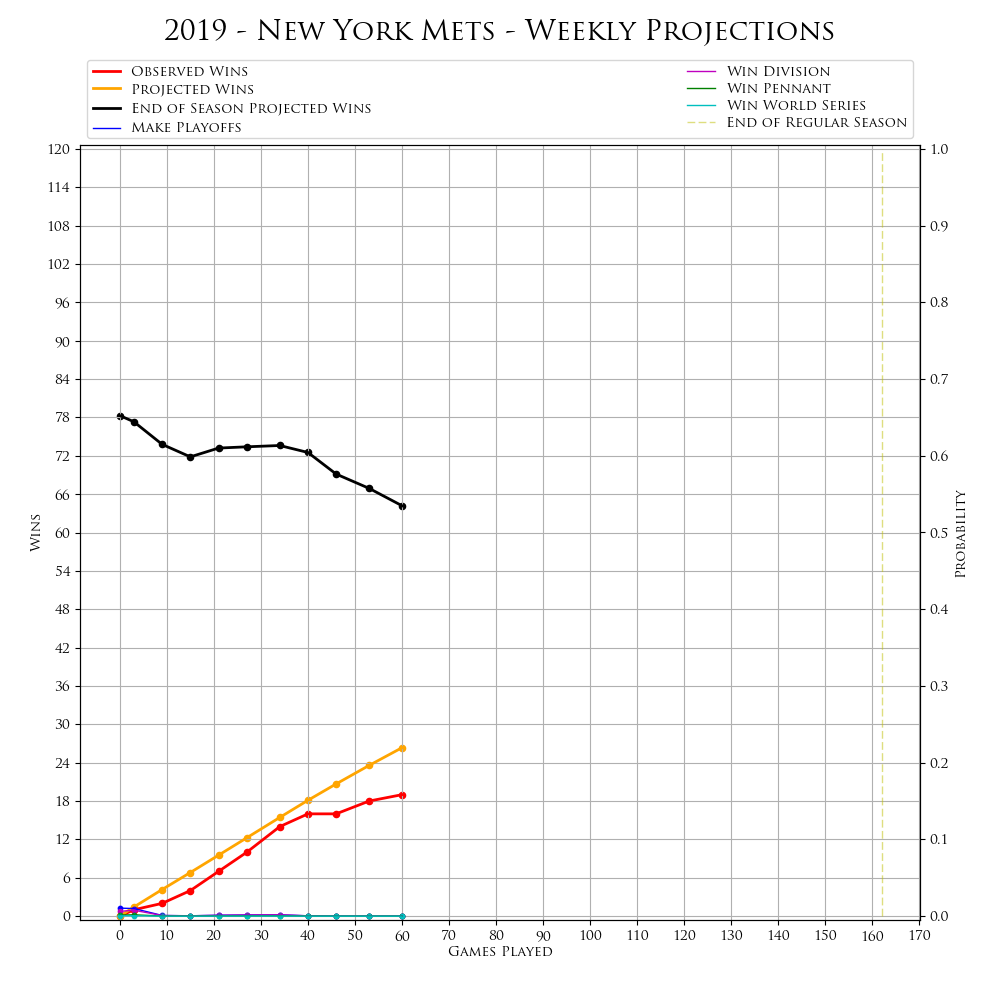 2019 - New York Mets - Weekly Projections
Observed Wins
Projected Wins
End of Season Projected Wins
Make Playoffs
Win Division
Win Pennant
Win World Series
End of Regular Season
120
114
108
102
96
90
84
78
72
66
60
54
48
42
36
30
24
18
12
6
0
Wins
1.0
0.9
0.8
0.7
0.6
0.5
0.4
0.3
0.2
0.1
0.0
Probability
0 10 20 30 40 50 60 70 80 90 100 110 120 130 140 150 160 170
Games Played